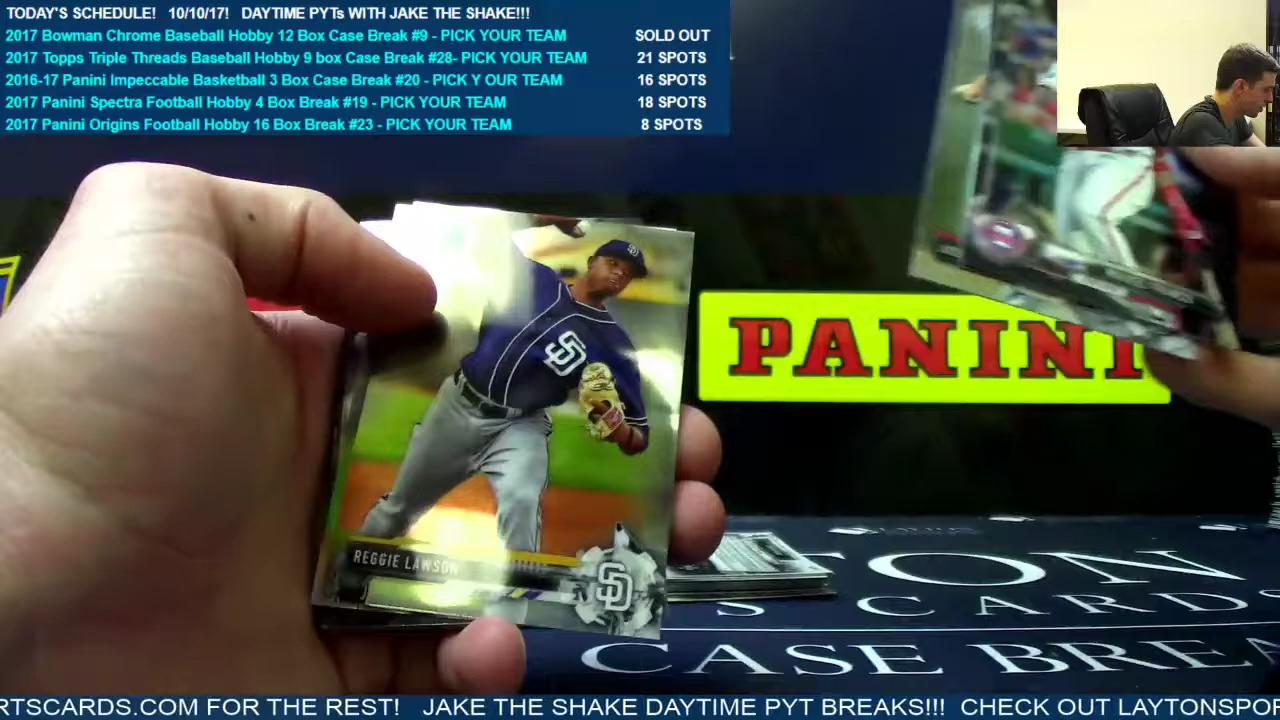 TODAY'S SCHEDULE! 10/10/17! DAYTIME PYTs WITH JAKE THE SHAKE!!!
2017 Bowman Chrome Baseball Hobby 12 Box Case Break #9 - PICK YOUR TEAM SOLD OUT
2017 Topps Triple Threads Baseball Hobby 9 box Case Break #28- PICK YOUR TEAM 21 SPOTS
2016-17 Panini Impeccable Basketball 3 Box Case Break #20 - PICK Y OUR TEAM 16 SPOTS
2017 Panini Spectra Football Hobby 4 Box Break #19 - PICK YOUR TEAM 18 SPOTS
2017 Panini Origins Football Hobby 16 Box Break #23 - PICK YOUR TEAM 8 SPOTS
SD
SD
PANINI
REGGIE LAWSON
SD
TON
S CARDS
CASE BREA
RTSCARDS.COM FOR THE REST! JAKE THE SHAKE DAYTIME PYT BREAKS!!! CHECK OUT LAYTONSPOR